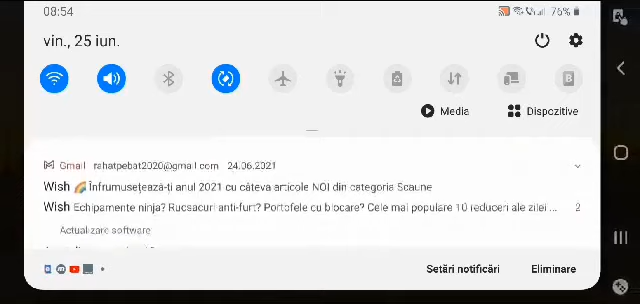 08:54 76%
vin., 25 iun.
Media Dispozitive
Gmail rahatpebat2020@gmail.com 24.06.2021
Wish 🌈 Înfrumusețează-ți anul 2021 cu câteva articole NOI din categoria Scaune
Wish Echipamente ninja? Rucsacuri anti-furt? Portofele cu blocare? Cele mai populare 10 reduceri ale zilei ... 2
Actualizare software
Setări notificări Eliminare